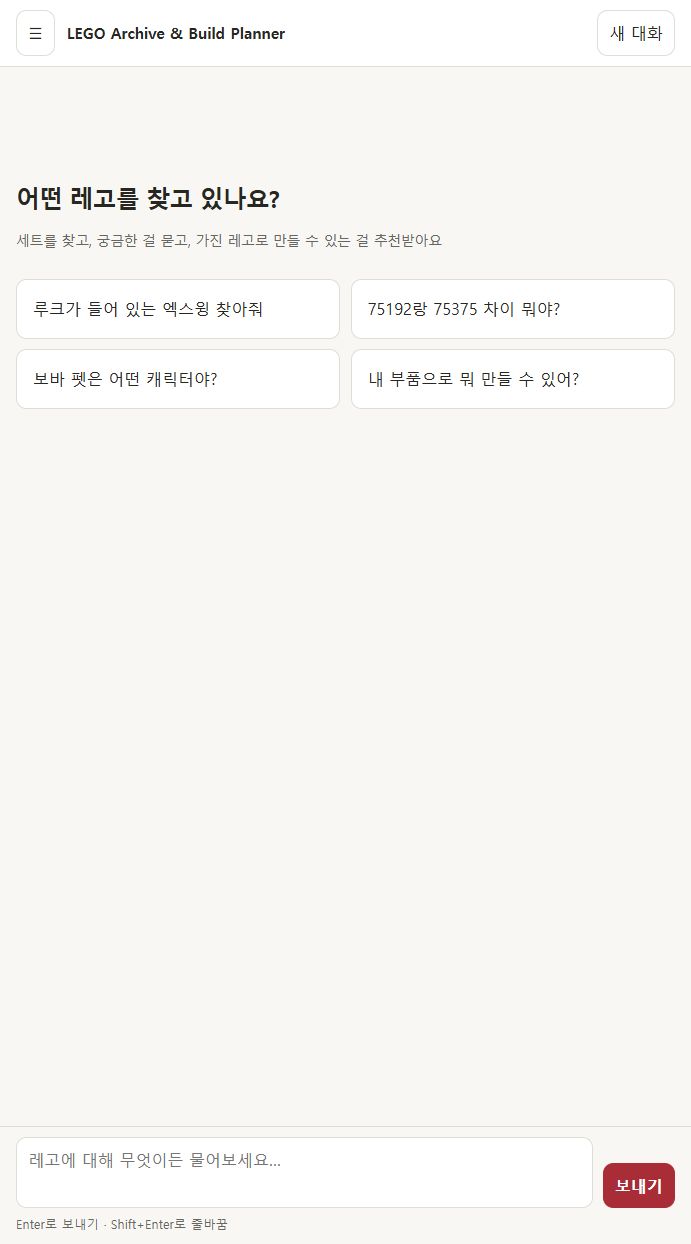 ☰ LEGO Archive & Build Planner 새 대화
어떤 레고를 찾고 있나요?
세트를 찾고, 궁금한 걸 묻고, 가진 레고로 만들 수 있는 걸 추천받아요
루크가 들어 있는 엑스윙 찾아줘
75192랑 75375 차이 뭐야?
보바 펫은 어떤 캐릭터야?
내 부품으로 뭐 만들 수 있어?
레고에 대해 무엇이든 물어보세요...
보내기
Enter로 보내기 · Shift+Enter로 줄바꿈